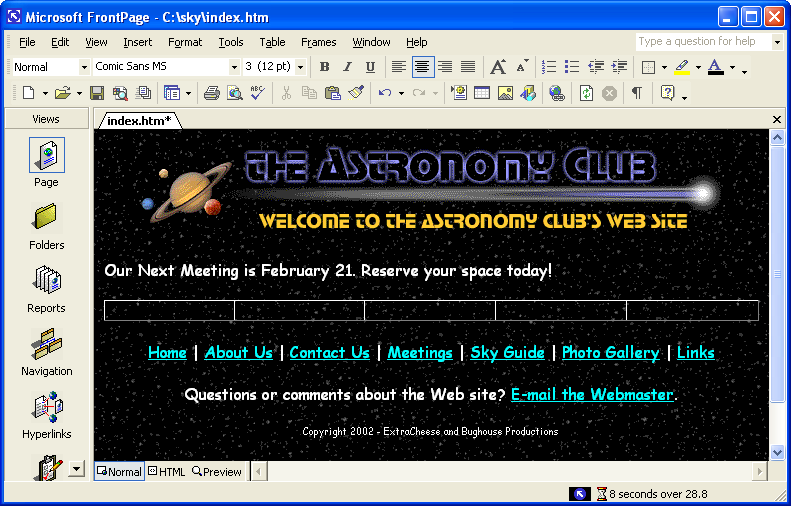 Microsoft FrontPage - C:\sky\index.htm
File Edit View Insert Format Tools Table Frames Window Help Type a question for help
Normal Comic Sans MS 3 (12 pt) B I U A A A
ABC
Views index.htm*
Page
Folders
Reports
Navigation
Hyperlinks
the Astronomy Club
Welcome to the Astronomy Club's Web Site
Our Next Meeting is February 21. Reserve your space today!
Home | About Us | Contact Us | Meetings | Sky Guide | Photo Gallery | Links
Questions or comments about the Web site? E-mail the Webmaster.
Copyright 2002 - ExtraCheese and Bughouse Productions
Normal HTML Preview
8 seconds over 28.8